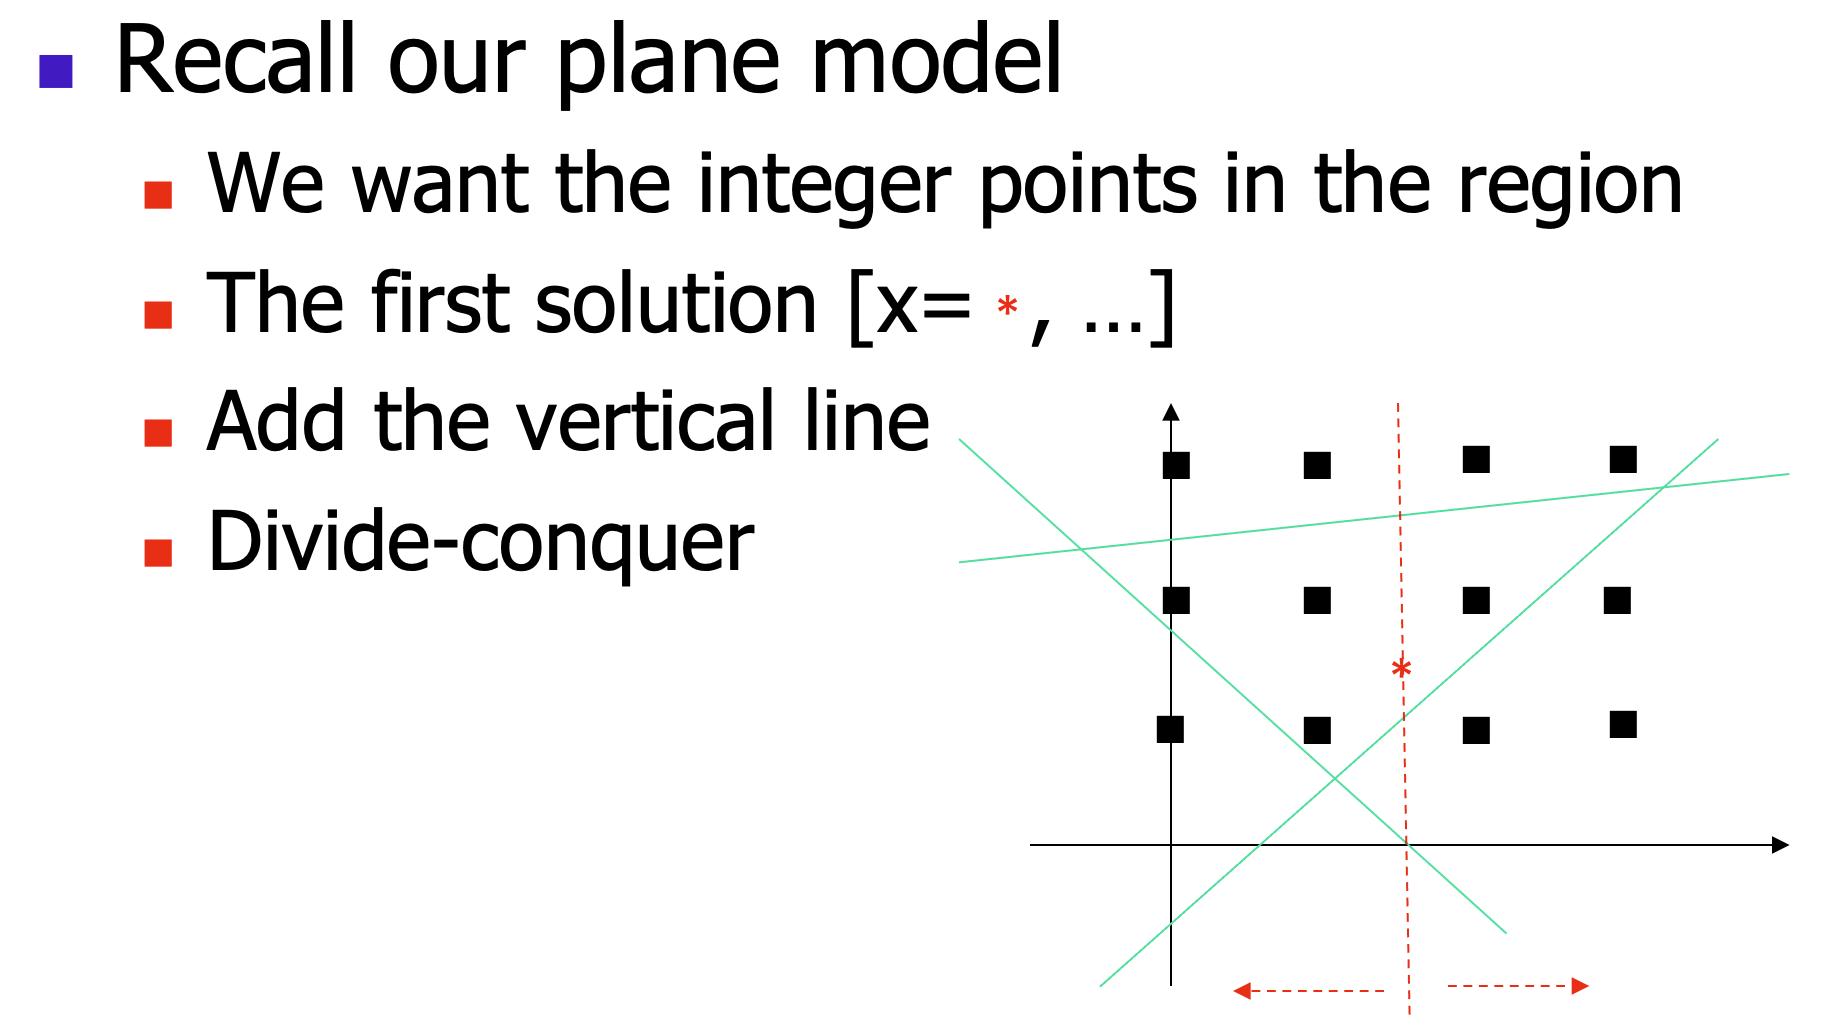 Recall our plane model
We want the integer points in the region
The first solution [x= *, …]
Add the vertical line
Divide-conquer
*